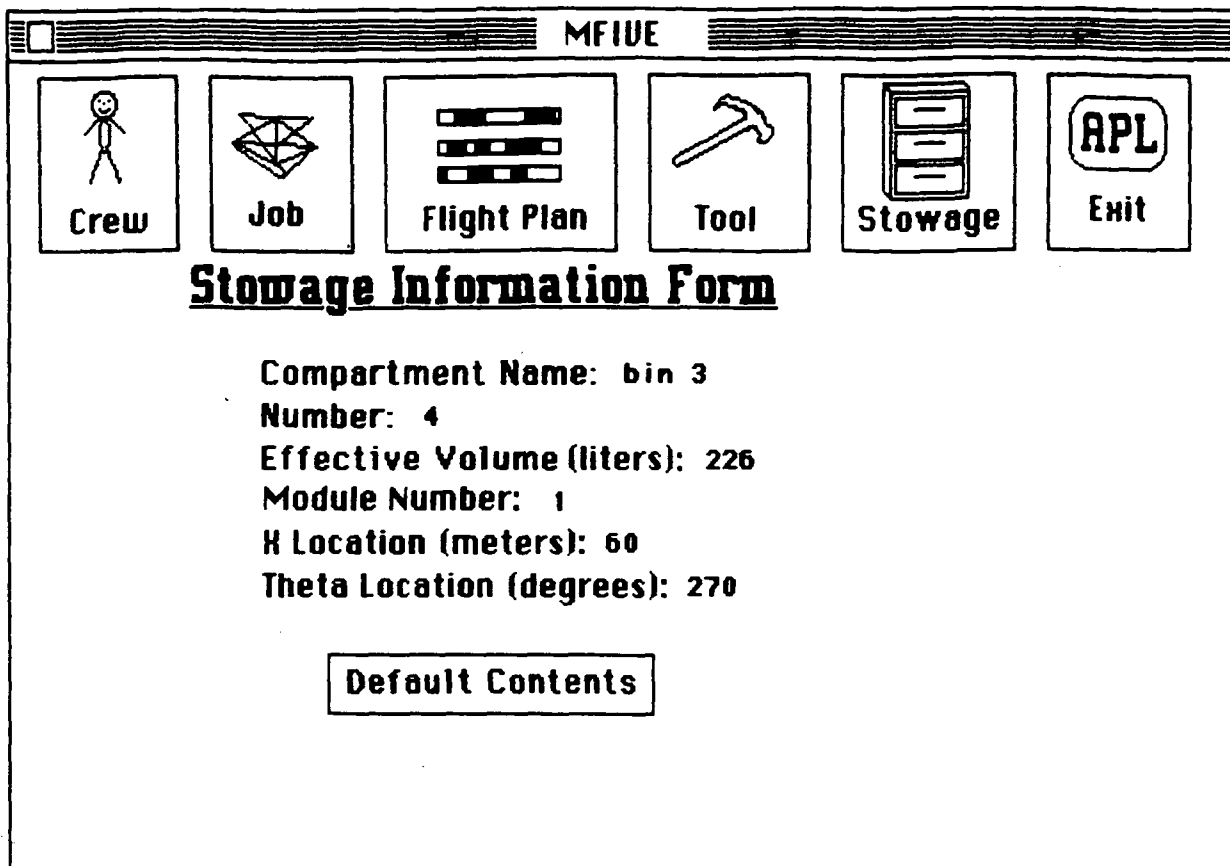 MFIVE
Crew
Job
Flight Plan
Tool
Stowage
APL
Exit
Stowage Information Form
Compartment Name: bin 3
Number: 4
Effective Volume (liters): 226
Module Number: 1
X Location (meters): 60
Theta Location (degrees): 270
Default Contents